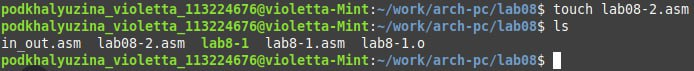 podkhalyuzina_violetta_113224676@violetta-Mint:~/work/arch-pc/lab08$ touch lab08-2.asm
podkhalyuzina_violetta_113224676@violetta-Mint:~/work/arch-pc/lab08$ ls
in_out.asm  lab08-2.asm  lab8-1  lab8-1.asm  lab8-1.o
podkhalyuzina_violetta_113224676@violetta-Mint:~/work/arch-pc/lab08$